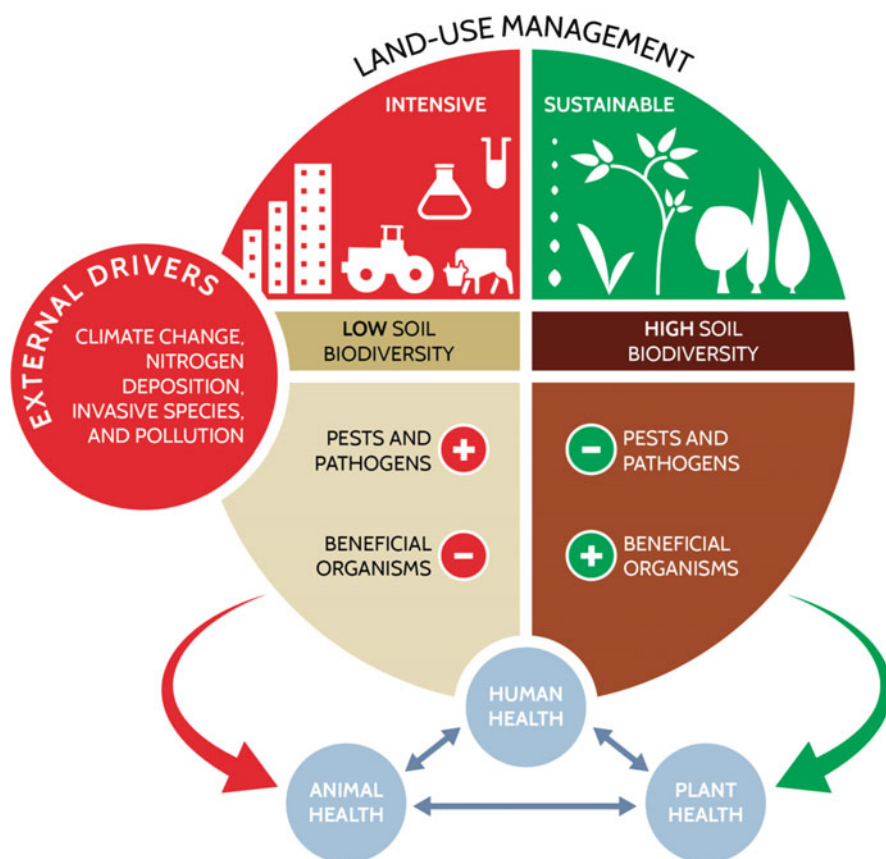 LAND-USE MANAGEMENT
INTENSIVE
SUSTAINABLE
EXTERNAL DRIVERS
CLIMATE CHANGE,
NITROGEN
DEPOSITION,
INVASIVE SPECIES,
AND POLLUTION
LOW SOIL
BIODIVERSITY
HIGH SOIL
BIODIVERSITY
PESTS AND
PATHOGENS
+
-
PESTS AND
PATHOGENS
BENEFICIAL
ORGANISMS
-
+
BENEFICIAL
ORGANISMS
HUMAN
HEALTH
ANIMAL
HEALTH
PLANT
HEALTH